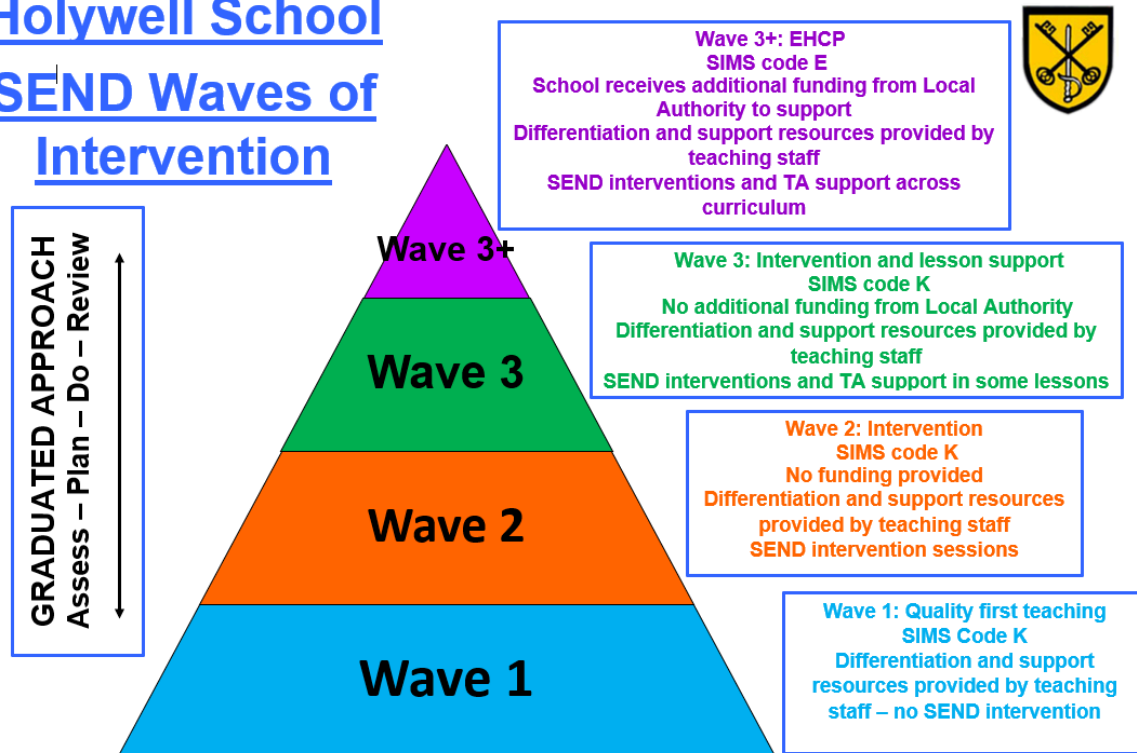 Holywell School
SEND Waves of
Intervention
GRADUATED APPROACH
Assess – Plan – Do – Review
Wave 3+
Wave 3
Wave 2
Wave 1
Wave 3+: EHCP
SIMS code E
School receives additional funding from Local
Authority to support
Differentiation and support resources provided by
teaching staff
SEND interventions and TA support across
curriculum
Wave 3: Intervention and lesson support
SIMS code K
No additional funding from Local Authority
Differentiation and support resources provided by
teaching staff
SEND interventions and TA support in some lessons
Wave 2: Intervention
SIMS code K
No funding provided
Differentiation and support resources
provided by teaching staff
SEND intervention sessions
Wave 1: Quality first teaching
SIMS Code K
Differentiation and support
resources provided by teaching
staff – no SEND intervention